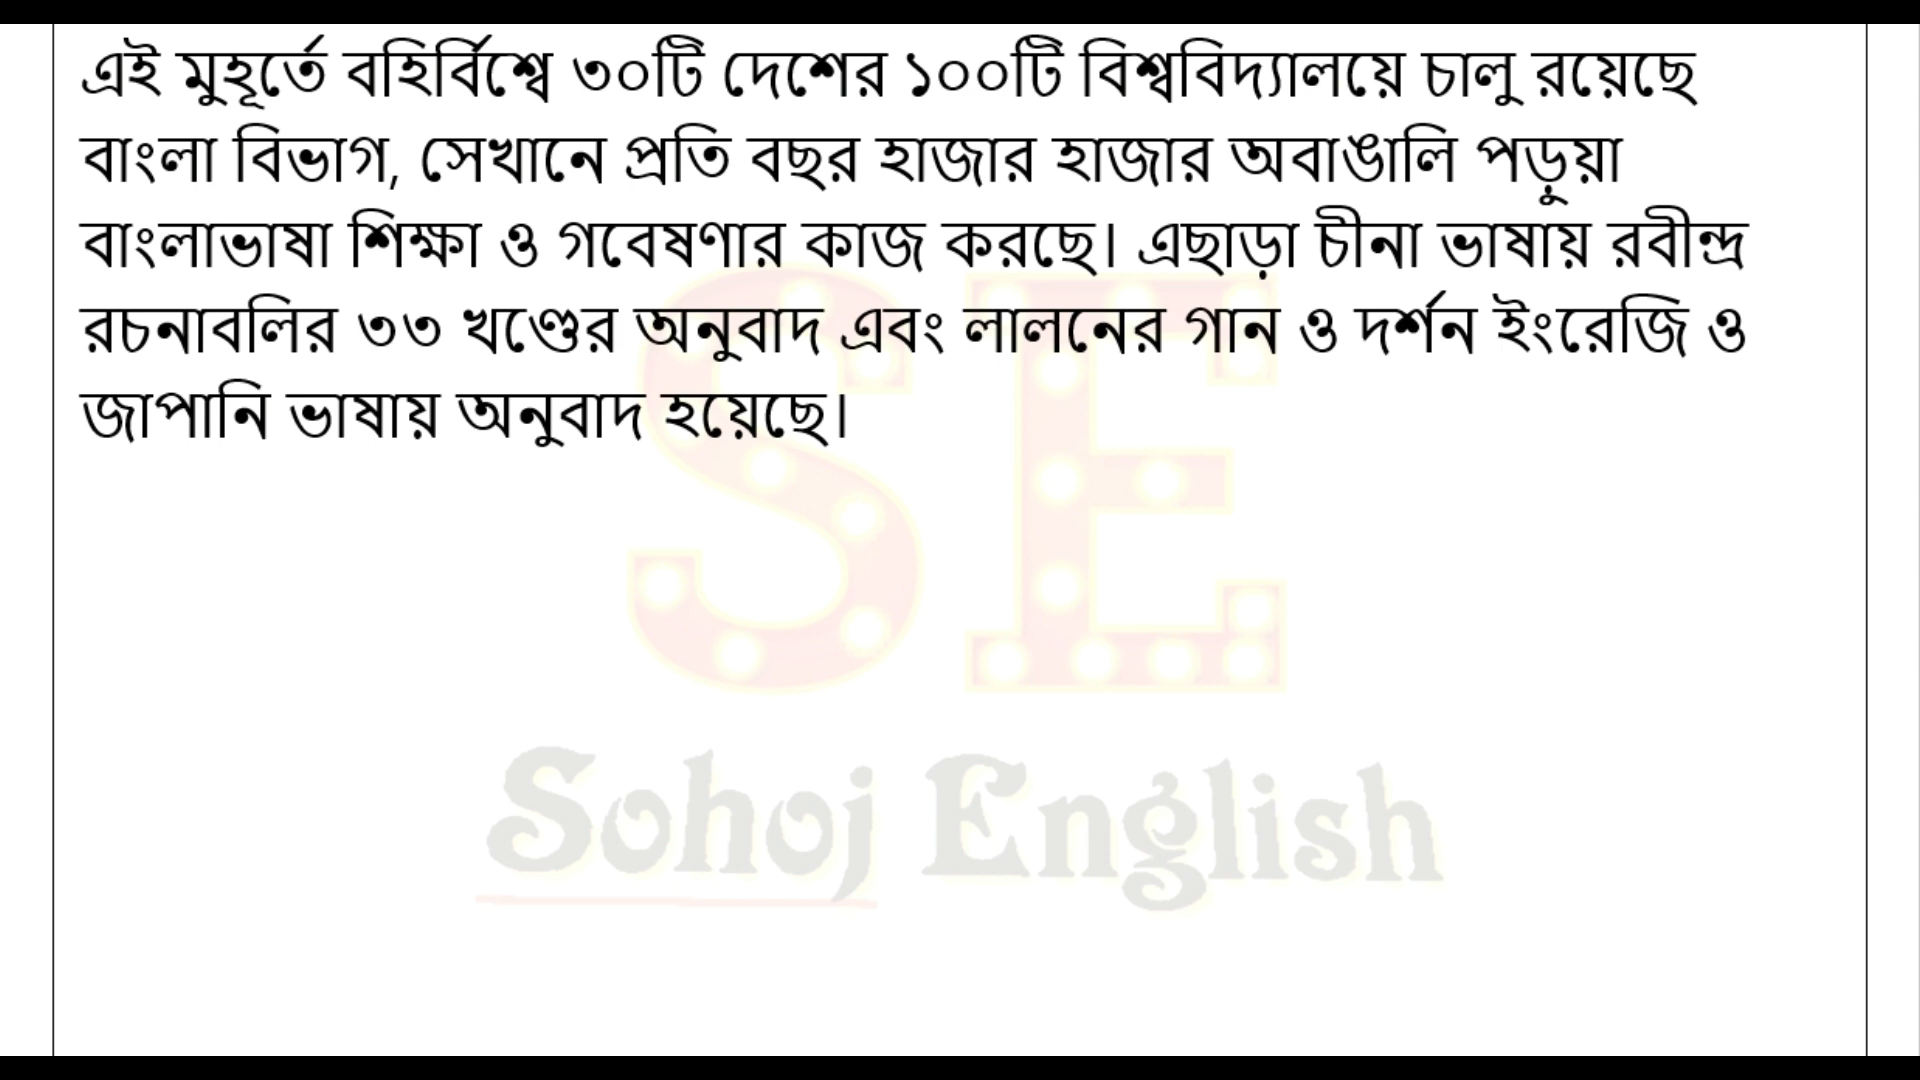 এই মুহূর্তে বহির্বিশ্বে ৩০টি দেশের ১০০টি বিশ্ববিদ্যালয়ে চালু রয়েছে
বাংলা বিভাগ, সেখানে প্রতি বছর হাজার হাজার অবাঙালি পড়ুয়া
বাংলাভাষা শিক্ষা ও গবেষণার কাজ করছে। এছাড়া চীনা ভাষায় রবীন্দ্র
রচনাবলির ৩৩ খণ্ডের অনুবাদ এবং লালনের গান ও দর্শন ইংরেজি ও
জাপানি ভাষায় অনুবাদ হয়েছে।
SE
Sohoj English